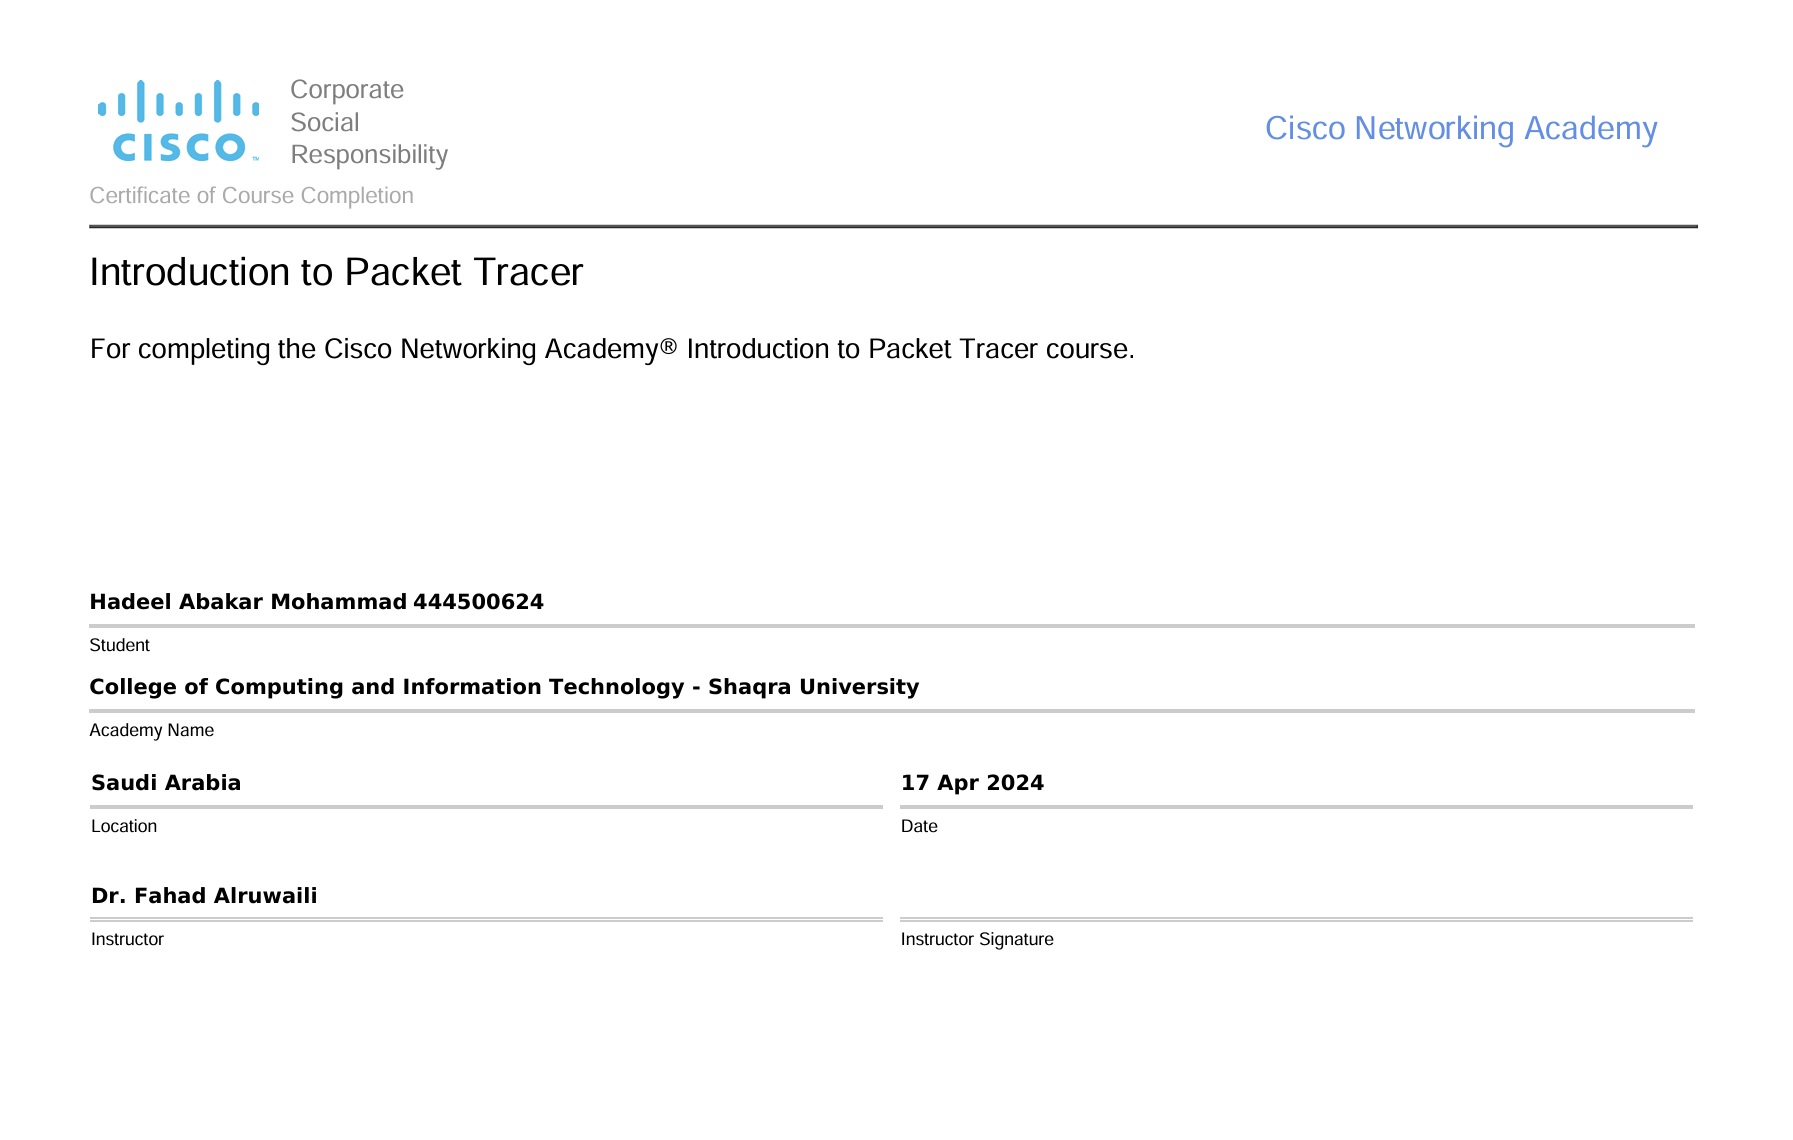 Corporate
Social
Responsibility
CISCO™
Cisco Networking Academy
Certificate of Course Completion
Introduction to Packet Tracer
For completing the Cisco Networking Academy® Introduction to Packet Tracer course.
Hadeel Abakar Mohammad 444500624
Student
College of Computing and Information Technology - Shaqra University
Academy Name
Saudi Arabia
17 Apr 2024
Location
Date
Dr. Fahad Alruwaili
Instructor
Instructor Signature